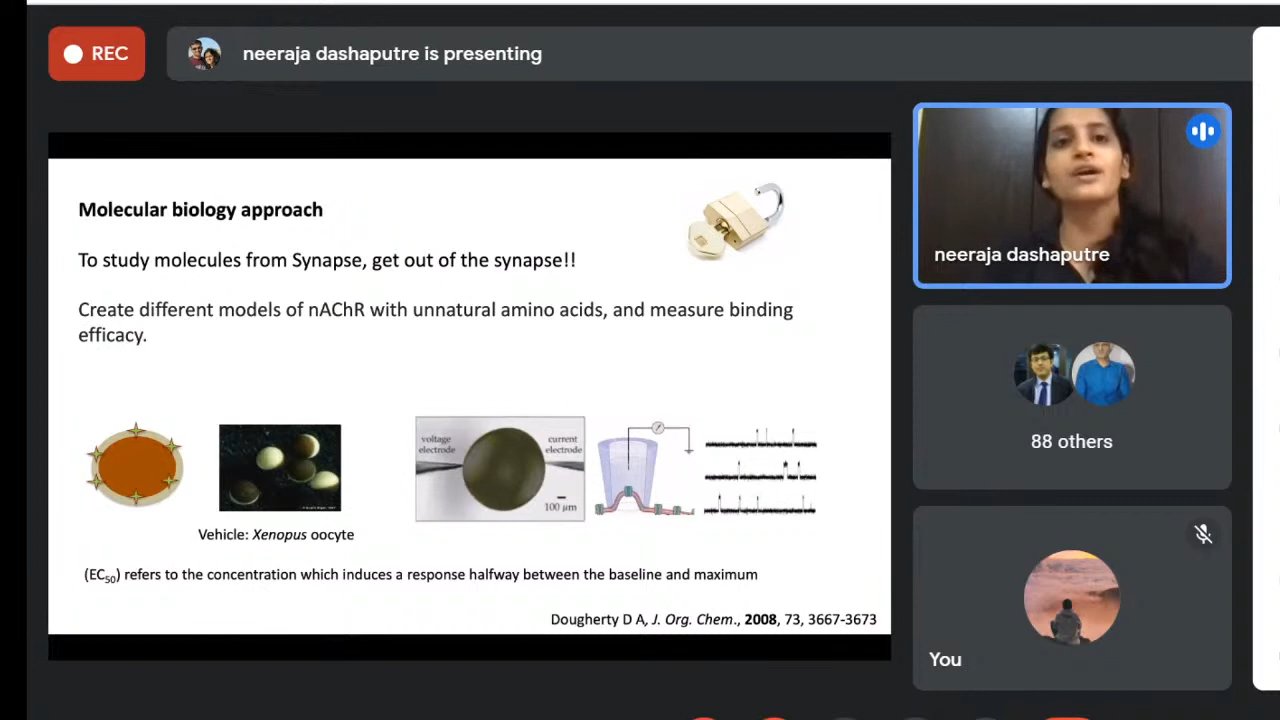 REC
neeraja dashaputre is presenting
Molecular biology approach
To study molecules from Synapse, get out of the synapse!!
Create different models of nAChR with unnatural amino acids, and measure binding
efficacy.
voltage
electrode
current
electrode
100 µm
Vehicle: Xenopus oocyte
(EC50) refers to the concentration which induces a response halfway between the baseline and maximum
Dougherty D A, J. Org. Chem., 2008, 73, 3667-3673
neeraja dashaputre
88 others
You